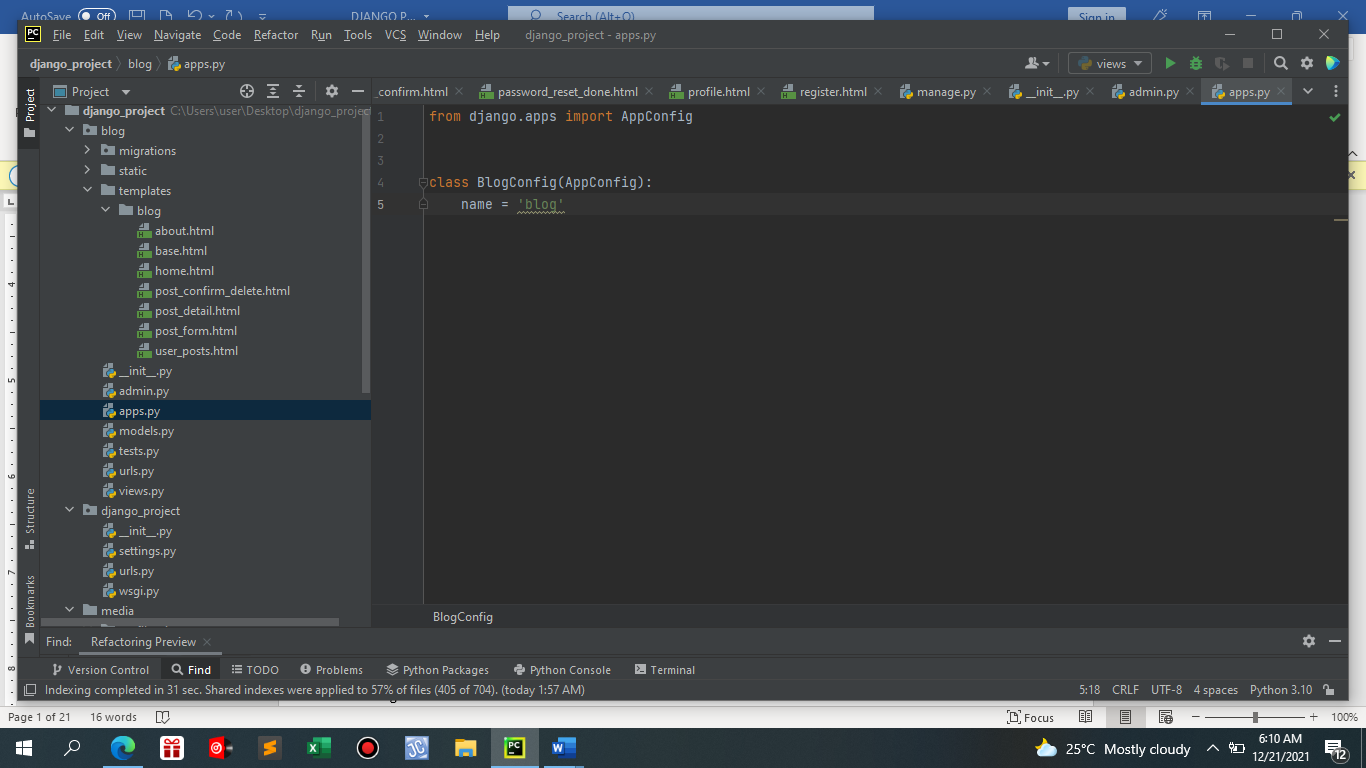 AutoSave Off DJANGO P... Search (Alt+Q) Sign in
PC File Edit View Navigate Code Refactor Run Tools VCS Window Help django_project - apps.py
django_project blog apps.py views
Project
Project
_confirm.html password_reset_done.html profile.html register.html manage.py __init__.py admin.py apps.py
django_project C:\Users\user\Desktop\django_project
blog
migrations
static
templates
blog
about.html
base.html
home.html
post_confirm_delete.html
post_detail.html
post_form.html
user_posts.html
__init__.py
admin.py
apps.py
models.py
tests.py
urls.py
views.py
django_project
__init__.py
settings.py
urls.py
wsgi.py
media
1 from django.apps import AppConfig
2
3
4 class BlogConfig(AppConfig):
5 name = 'blog'
BlogConfig
Structure
Bookmarks
4
5
6
7
8
Find: Refactoring Preview
Version Control Find TODO Problems Python Packages Python Console Terminal
Indexing completed in 31 sec. Shared indexes were applied to 57% of files (405 of 704). (today 1:57 AM) 5:18 CRLF UTF-8 4 spaces Python 3.10
Page 1 of 21 16 words Focus 100%
25°C Mostly cloudy 6:10 AM
12/21/2021
12